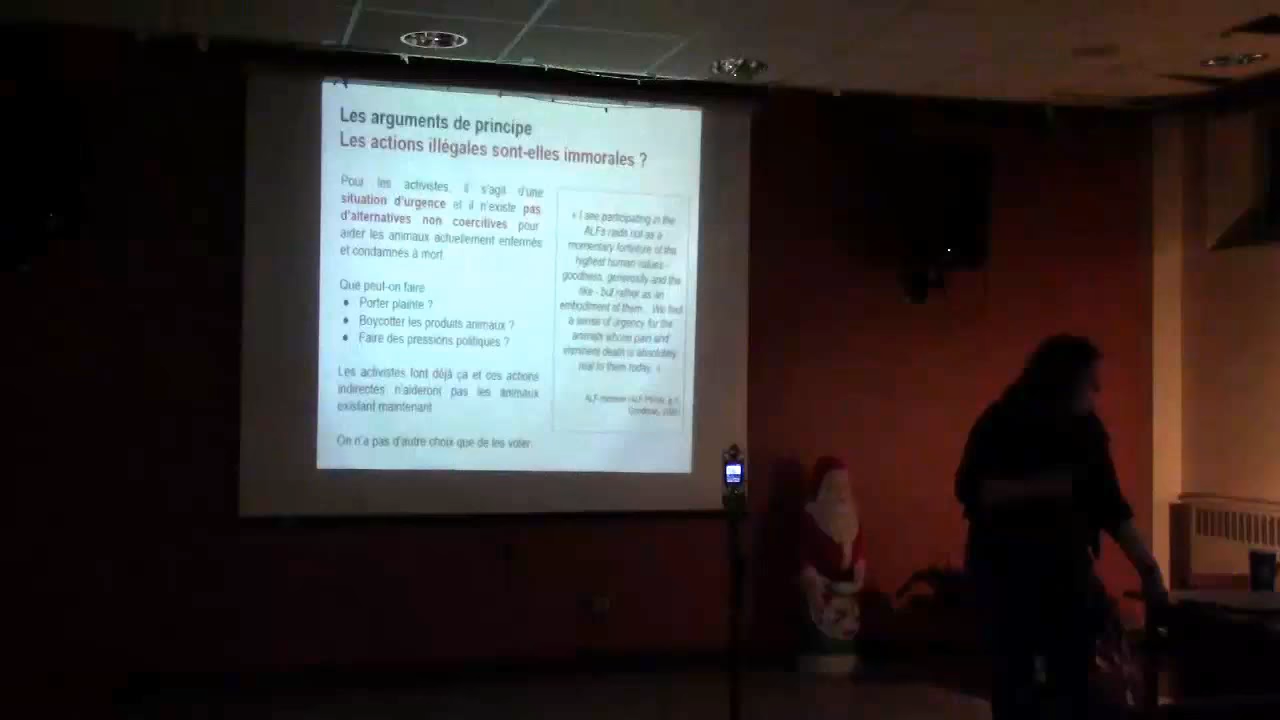 Les arguments de principe
Les actions illégales sont-elles immorales ?
Pour les activistes, il s'agit d'une
situation d'urgence et il n'existe pas
d'alternatives non coercitives pour
aider les animaux actuellement enfermés
et condamnés à mort
Que peut-on faire
● Porter plainte ?
● Boycotter les produits animaux ?
● Faire des pressions politiques ?
Les activistes font déjà ça et ces actions
indirectes n'aideront pas les animaux
existant maintenant
On n'a pas d'autre choix que de les voler.
« I see participating in the
ALFs raids not as a
momentary forfeiture of the
highest human values -
goodness, generosity and the
like - but rather as an
embodiment of them... We feel
a sense of urgency for the
animals whose pain and
imminent death is absolutely
real to them today. »
ALF member